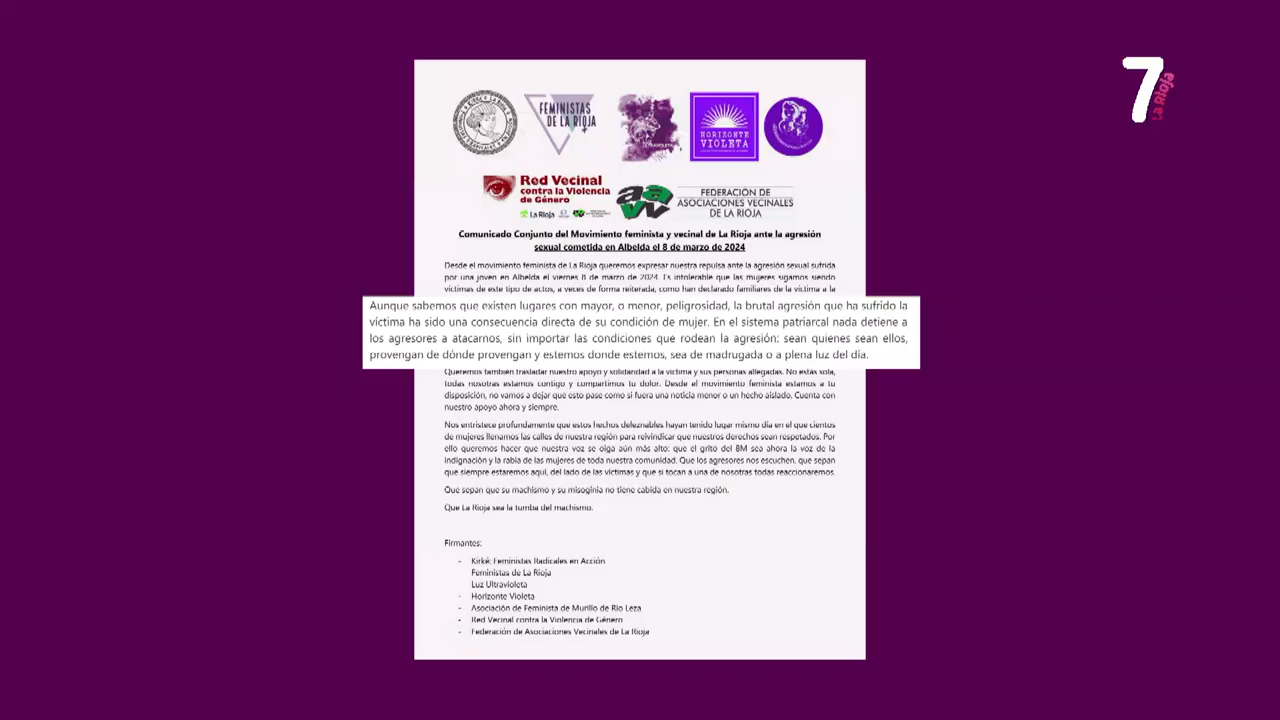 7
La Rioja
FEMINISTAS
DE LA RIOJA
HORIZONTE
VIOLETA
Red Vecinal
contra la Violencia
de Género
La Rioja
FEDERACIÓN DE
ASOCIACIONES VECINALES
DE LA RIOJA
Comunicado Conjunto del Movimiento feminista y vecinal de La Rioja ante la agresión
sexual cometida en Albelda el 8 de marzo de 2024
Desde el movimiento feminista de La Rioja queremos expresar nuestra repulsa ante la agresión sexual sufrida
por una joven en Albelda el viernes 8 de marzo de 2024. Es intolerable que las mujeres sigamos siendo
víctimas de este tipo de actos, a veces de forma reiterada, como han declarado familiares de la víctima a la
Aunque sabemos que existen lugares con mayor, o menor, peligrosidad, la brutal agresión que ha sufrido la
víctima ha sido una consecuencia directa de su condición de mujer. En el sistema patriarcal nada detiene a
los agresores a atacarnos, sin importar las condiciones que rodean la agresión: sean quienes sean ellos,
provengan de dónde provengan y estemos donde estemos, sea de madrugada o a plena luz del día.
Queremos también trasladar nuestro apoyo y solidaridad a la víctima y sus personas allegadas. No estás sola,
todas nosotras estamos contigo y compartimos tu dolor. Desde el movimiento feminista estamos a tu
disposición, no vamos a dejar que esto pase como si fuera una noticia menor o un hecho aislado. Cuenta con
nuestro apoyo ahora y siempre.
Nos entristece profundamente que estos hechos deleznables hayan tenido lugar mismo día en el que cientos
de mujeres llenamos las calles de nuestra región para reivindicar que nuestros derechos sean respetados. Por
ello queremos hacer que nuestra voz se oiga aún más alto: que el grito del 8M sea ahora la voz de la
indignación y la rabia de las mujeres de toda nuestra comunidad. Que los agresores nos escuchen, que sepan
que siempre estaremos aquí, del lado de las víctimas y que si tocan a una de nosotras todas reaccionaremos.
Que sepan que su machismo y su misoginia no tiene cabida en nuestra región.
Que La Rioja sea la tumba del machismo.
Firmantes:
- Kirké: Feministas Radicales en Acción
Feministas de La Rioja
Luz Ultravioleta
- Horizonte Violeta
- Asociación de Feminista de Murillo de Río Leza
- Red Vecinal contra la Violencia de Género
- Federación de Asociaciones Vecinales de La Rioja